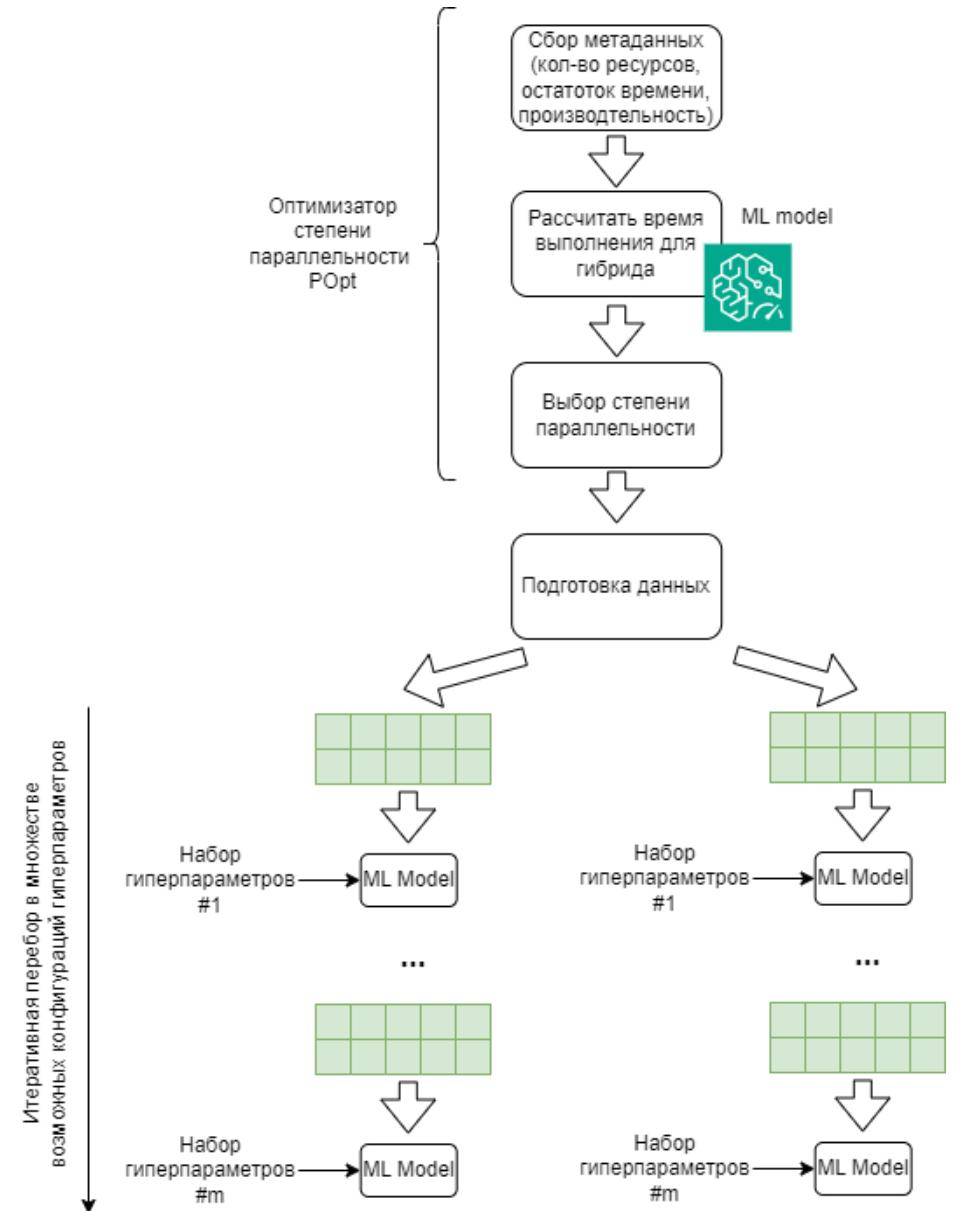 Сбор метаданных
(кол-во ресурсов,
остатоток времени,
производтельность)
Оптимизатор
степени
параллельности
POpt
Рассчитать время
выполнения для
гибрида
ML model
Выбор степени
параллельности
Подготовка данных
Итеративная перебор в множестве
возможных конфигураций гиперпараметров
Набор
гиперпараметров
#1
ML Model
Набор
гиперпараметров
#1
ML Model
...
...
Набор
гиперпараметров
#m
ML Model
Набор
гиперпараметров
#m
ML Model